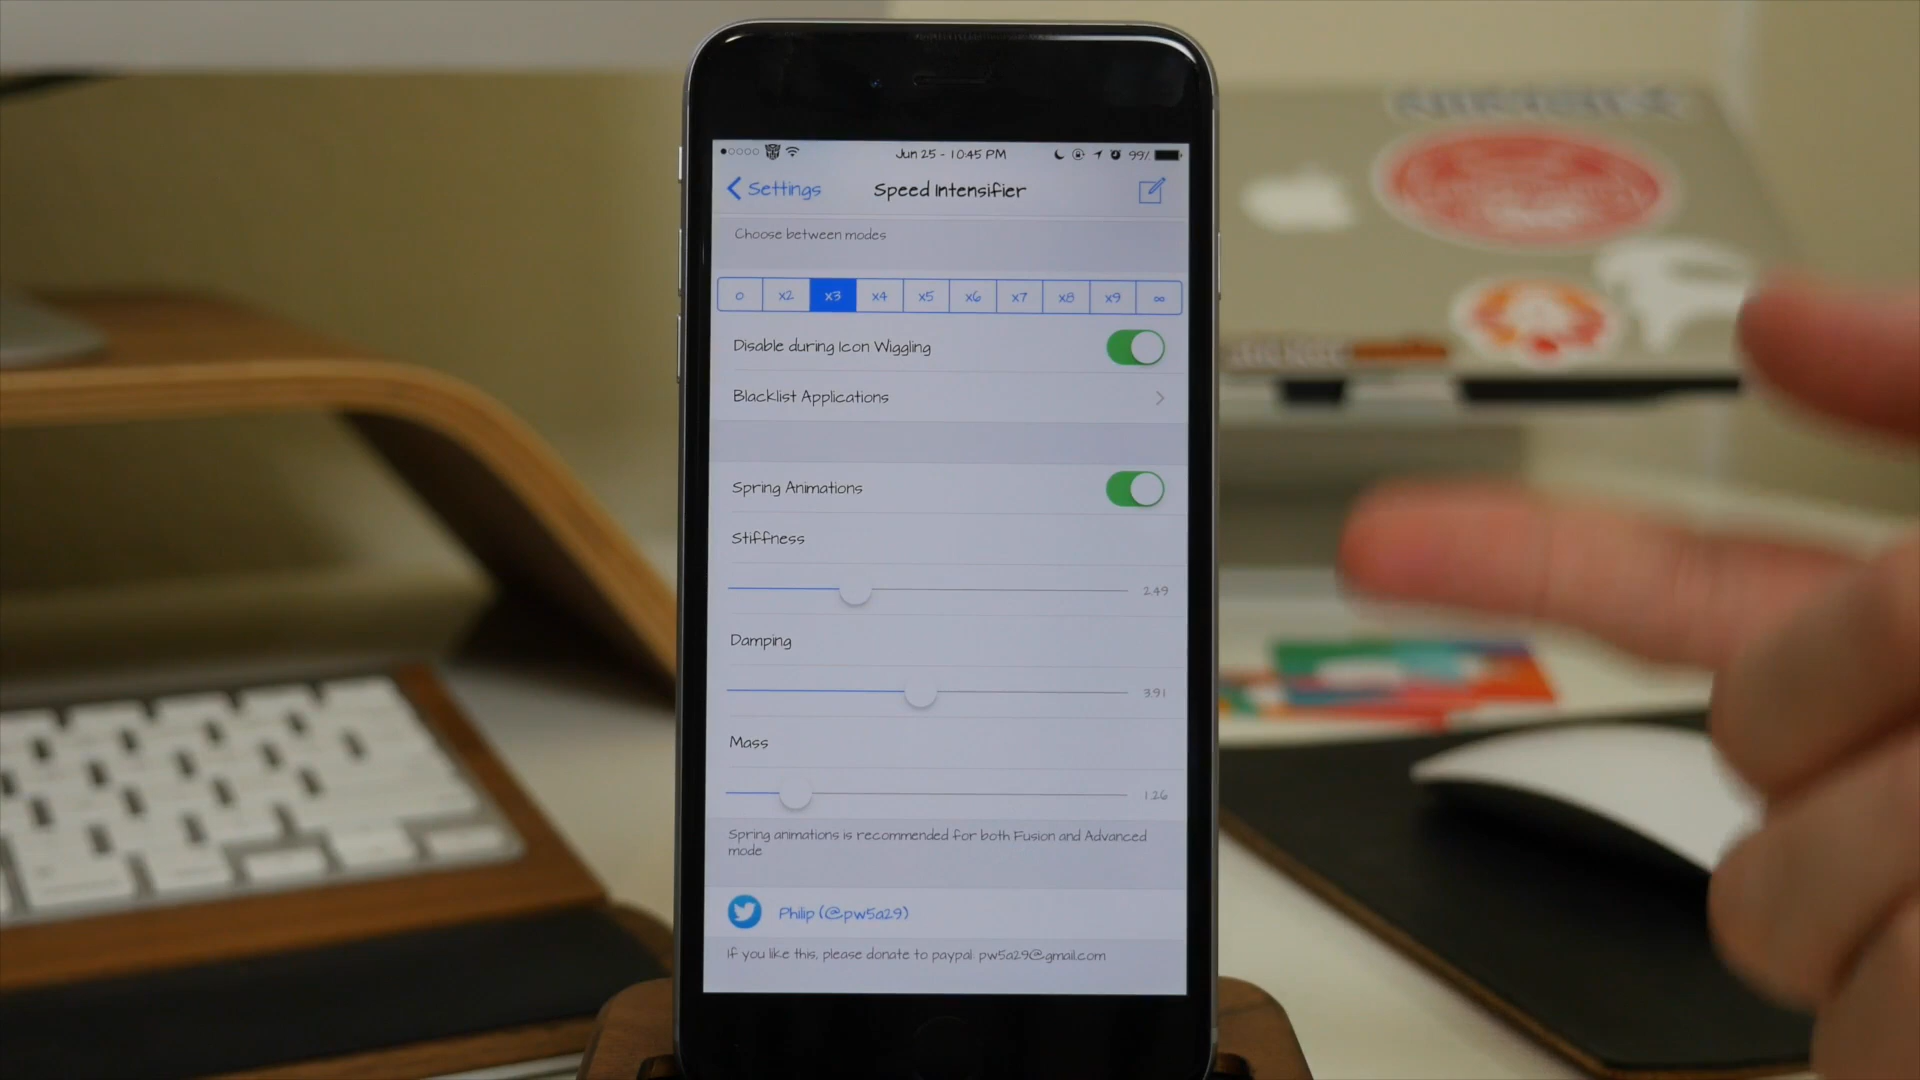 Jun 25 - 10:45 PM
99%
Settings
Speed Intensifier
Choose between modes
0 x2 x3 x4 x5 x6 x7 x8 x9 ∞
Disable during Icon Wiggling
Blacklist Applications
Spring Animations
Stiffness
2.49
Damping
3.91
Mass
1.26
Spring animations is recommended for both Fusion and Advanced
mode
Philip (@pw5a29)
If you like this, please donate to paypal: pw5a29@gmail.com